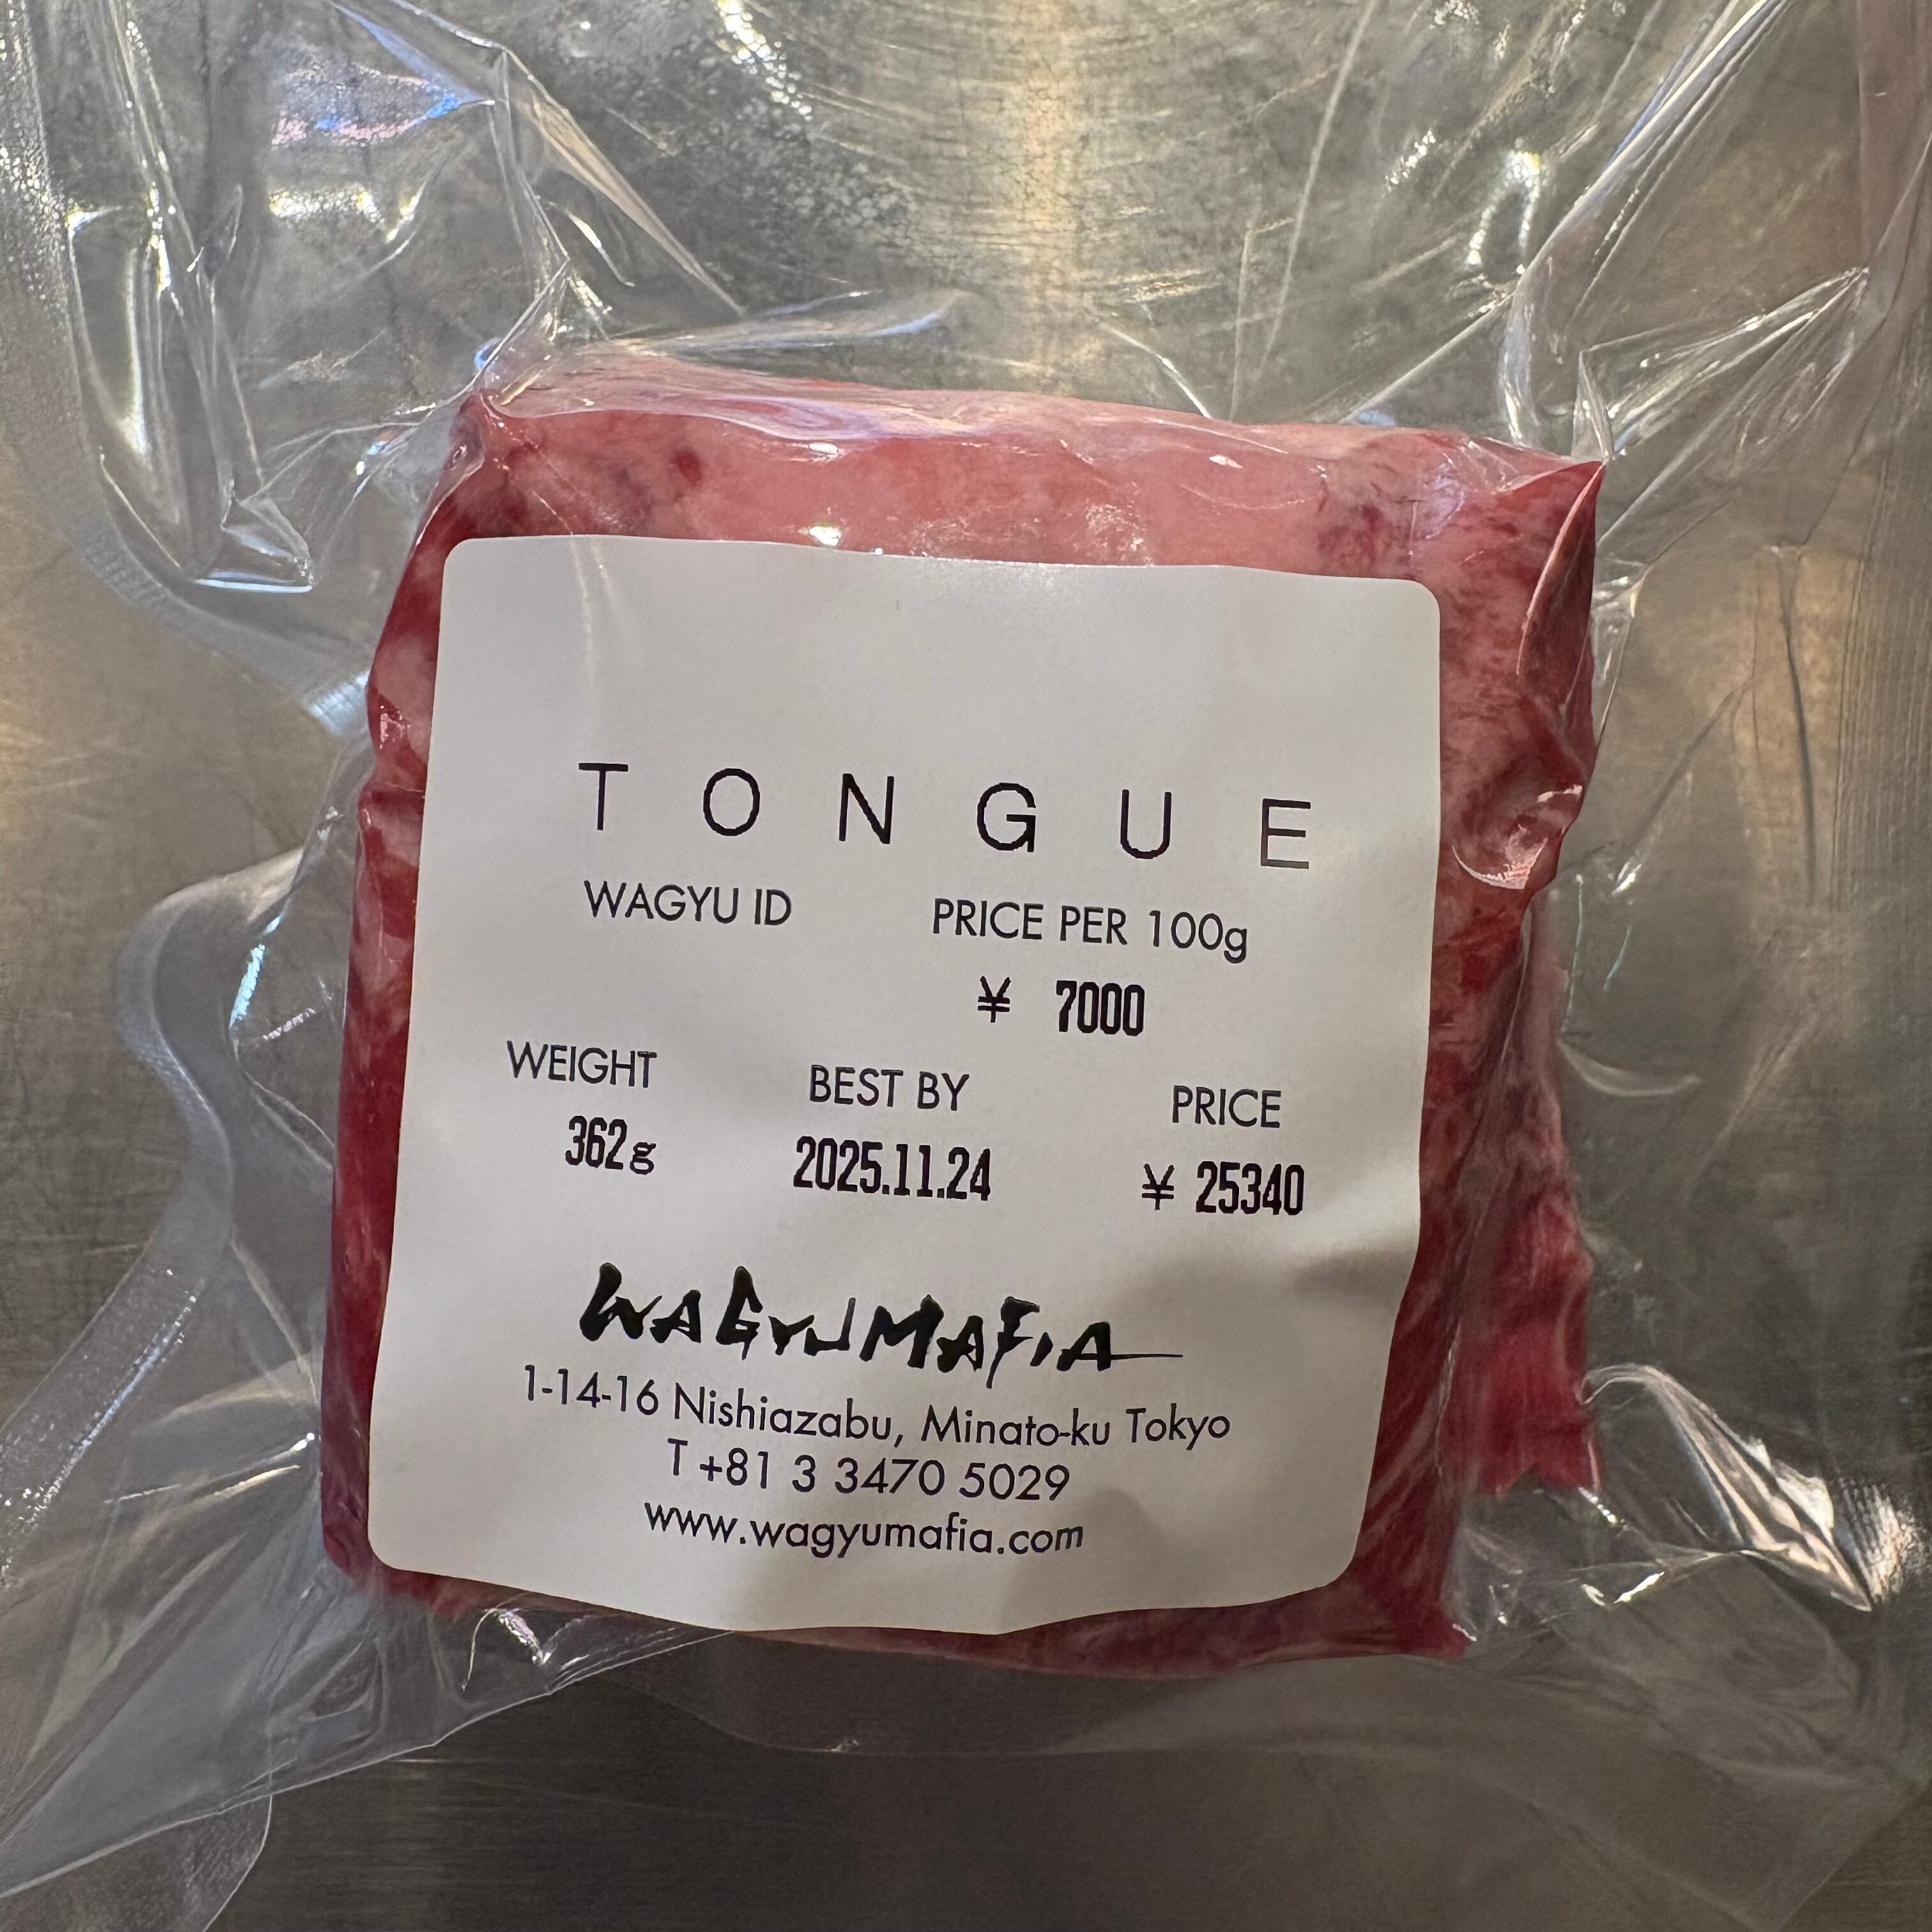 TONGUE
WAGYU ID PRICE PER 100g
¥ 7000
WEIGHT BEST BY PRICE
362g 2025.11.24 ¥ 25340
WAGYUMAFIA
1-14-16 Nishiazabu, Minato-ku Tokyo
T +81 3 3470 5029
www.wagyumafia.com